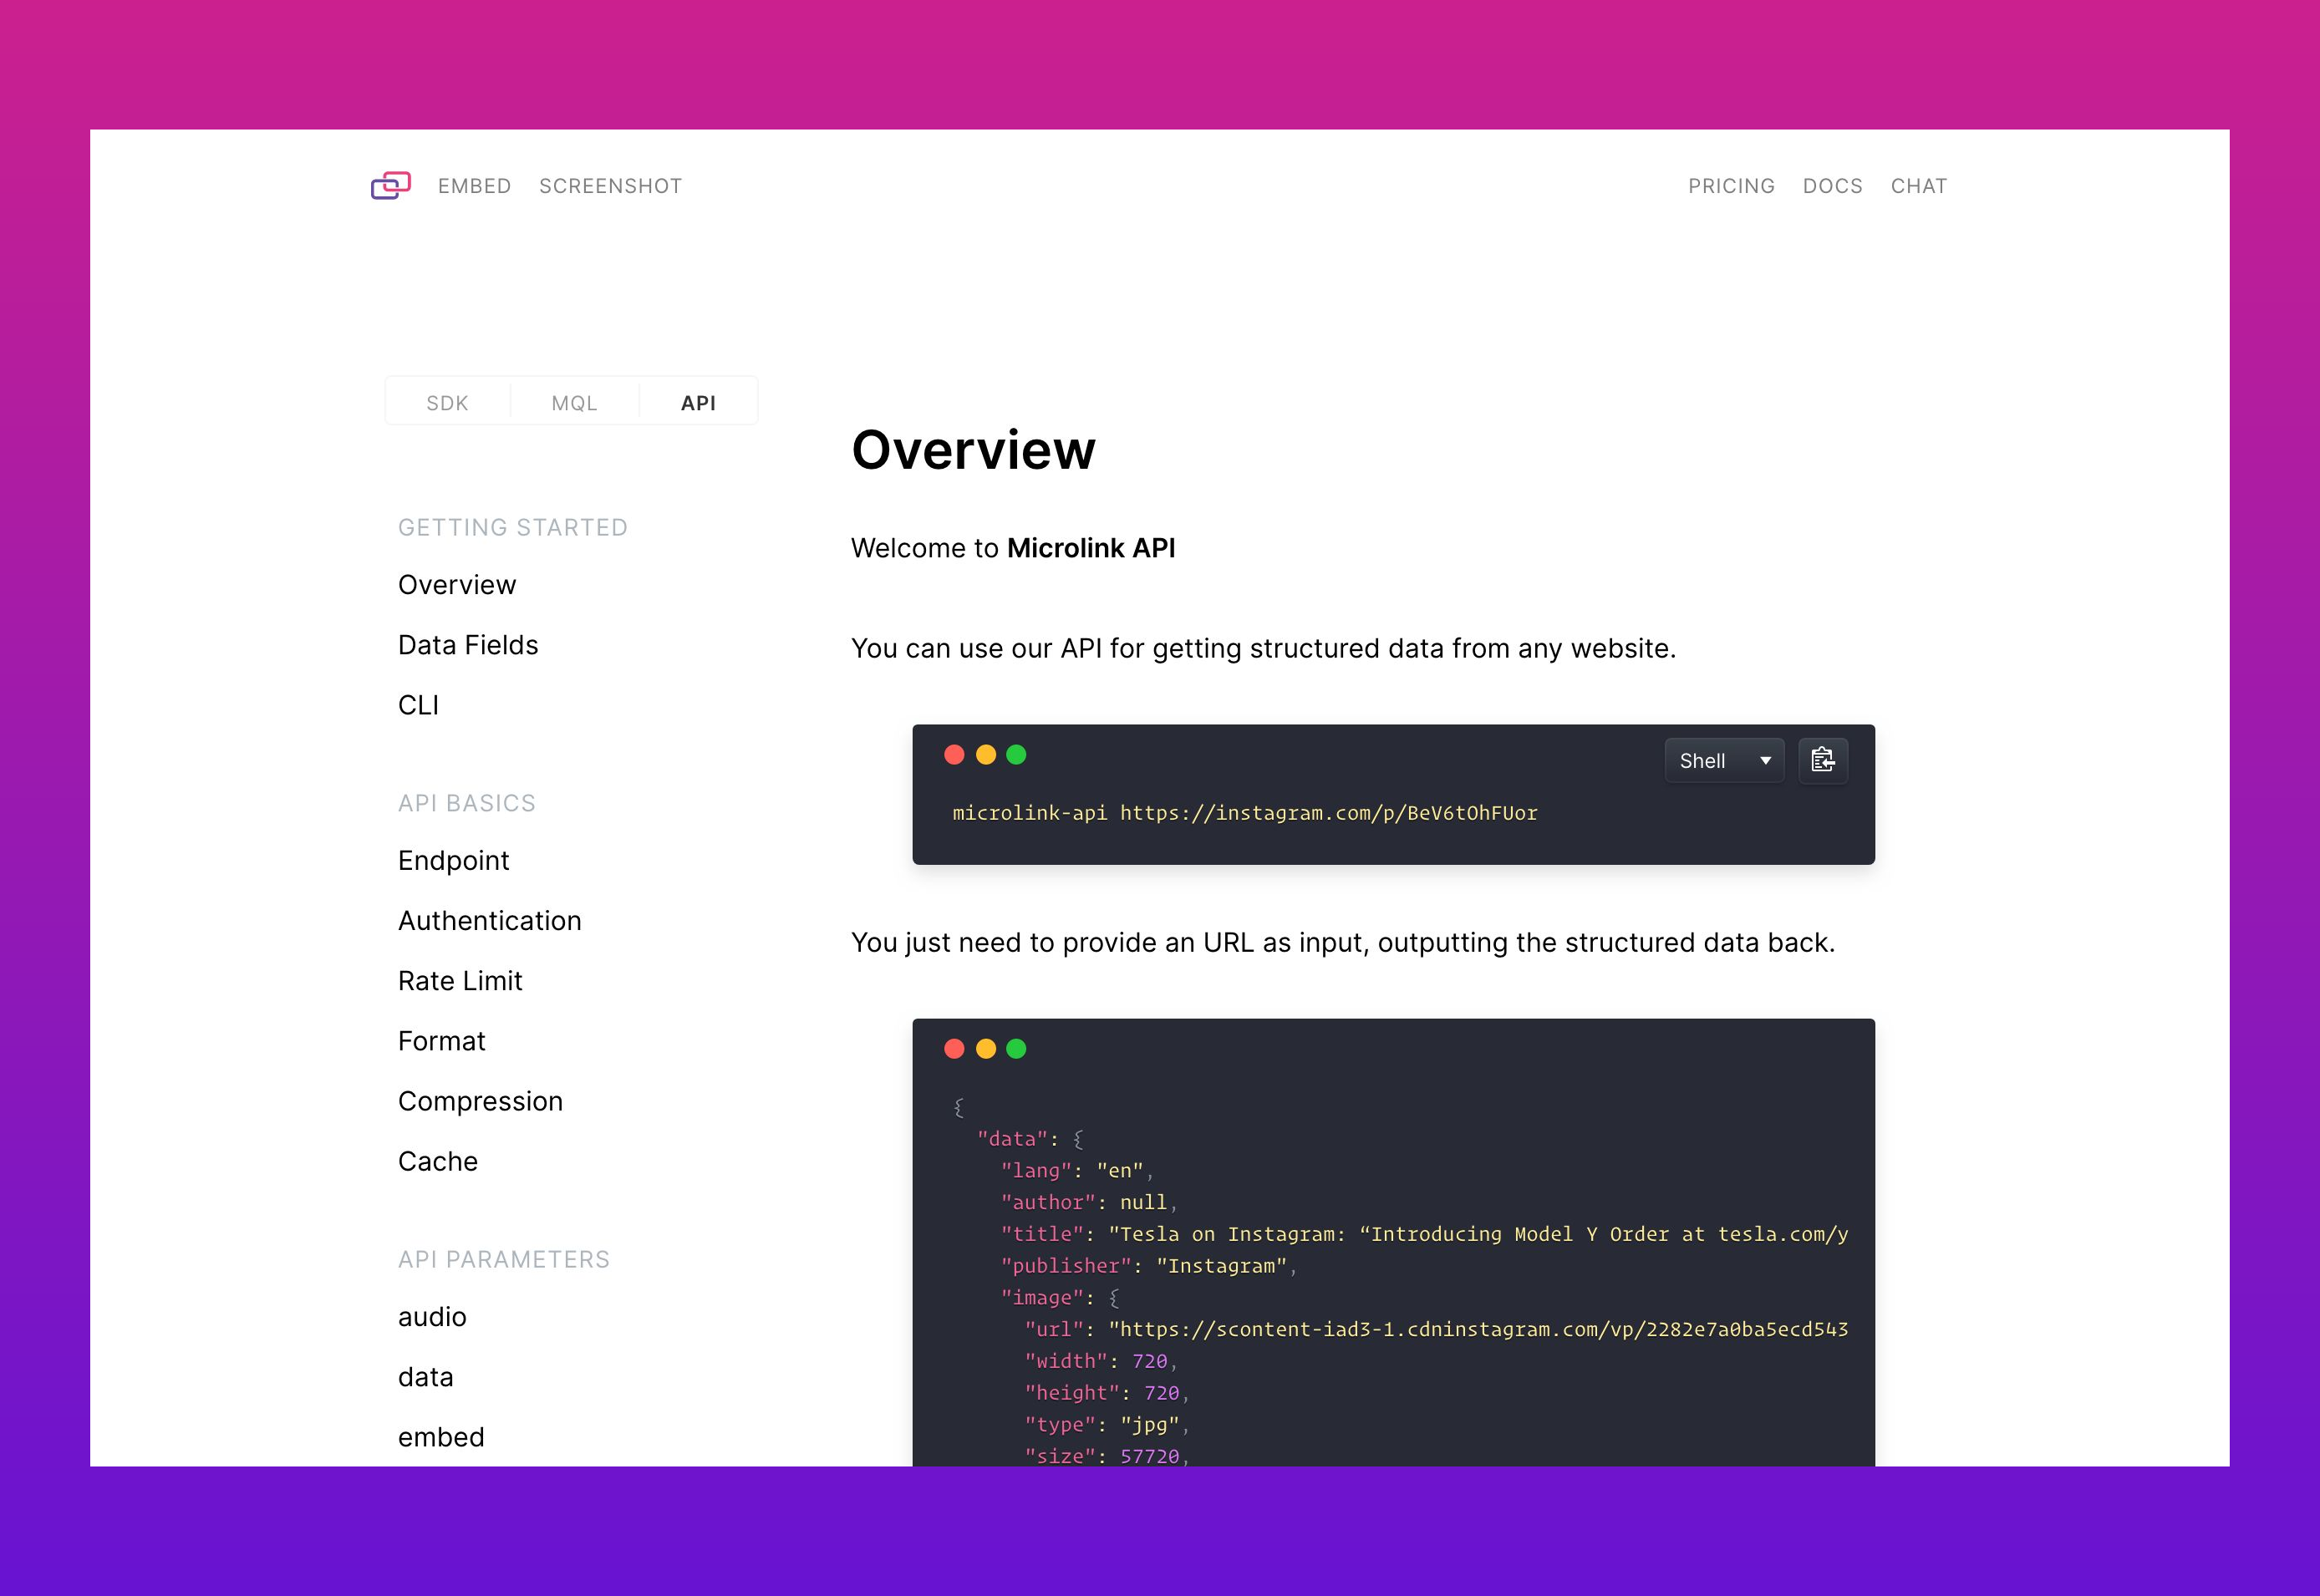 EMBED SCREENSHOT PRICING DOCS CHAT
SDK MQL API
GETTING STARTED
Overview
Data Fields
CLI
API BASICS
Endpoint
Authentication
Rate Limit
Format
Compression
Cache
API PARAMETERS
audio
data
embed
Overview
Welcome to Microlink API
You can use our API for getting structured data from any website.
Shell
microlink-api https://instagram.com/p/BeV6tOhFUor
You just need to provide an URL as input, outputting the structured data back.
{
"data": {
"lang": "en",
"author": null,
"title": "Tesla on Instagram: “Introducing Model Y Order at tesla.com/y
"publisher": "Instagram",
"image": {
"url": "https://scontent-iad3-1.cdninstagram.com/vp/2282e7a0ba5ecd543
"width": 720,
"height": 720,
"type": "jpg",
"size": 57720,